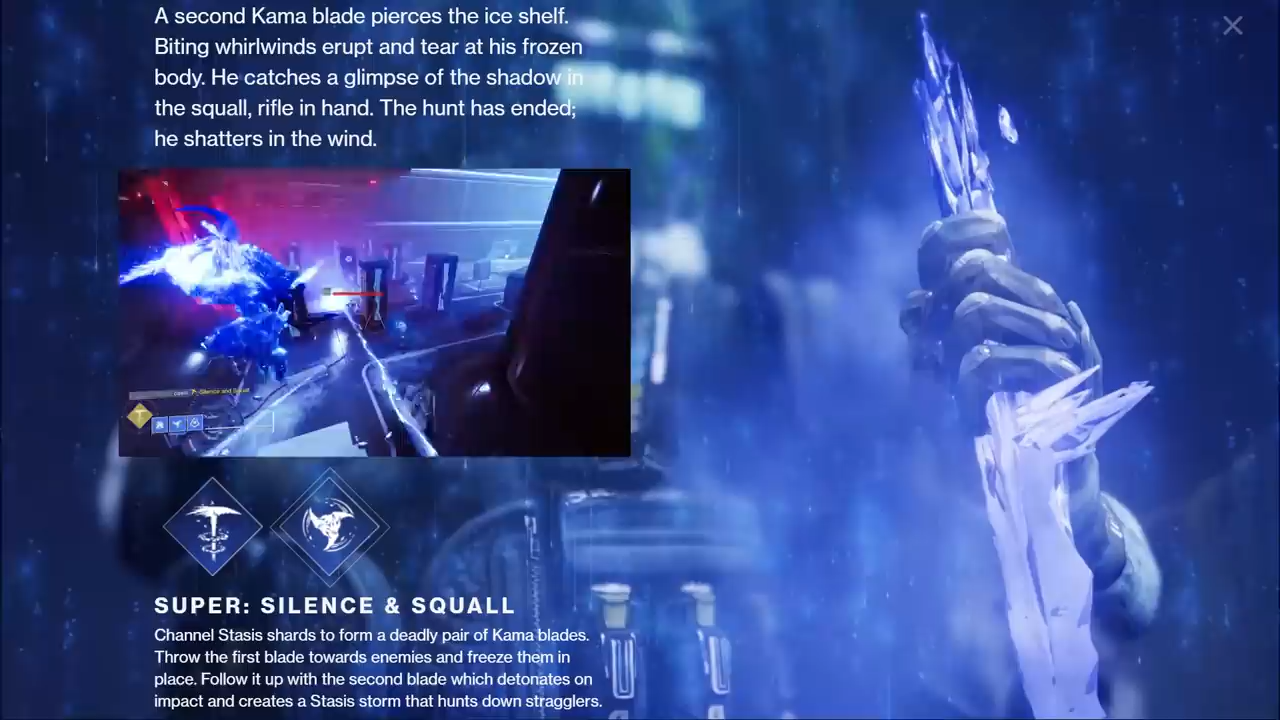 A second Kama blade pierces the ice shelf.
Biting whirlwinds erupt and tear at his frozen
body. He catches a glimpse of the shadow in
the squall, rifle in hand. The hunt has ended;
he shatters in the wind.
Silence and Squall
SUPER: SILENCE & SQUALL
Channel Stasis shards to form a deadly pair of Kama blades.
Throw the first blade towards enemies and freeze them in
place. Follow it up with the second blade which detonates on
impact and creates a Stasis storm that hunts down stragglers.